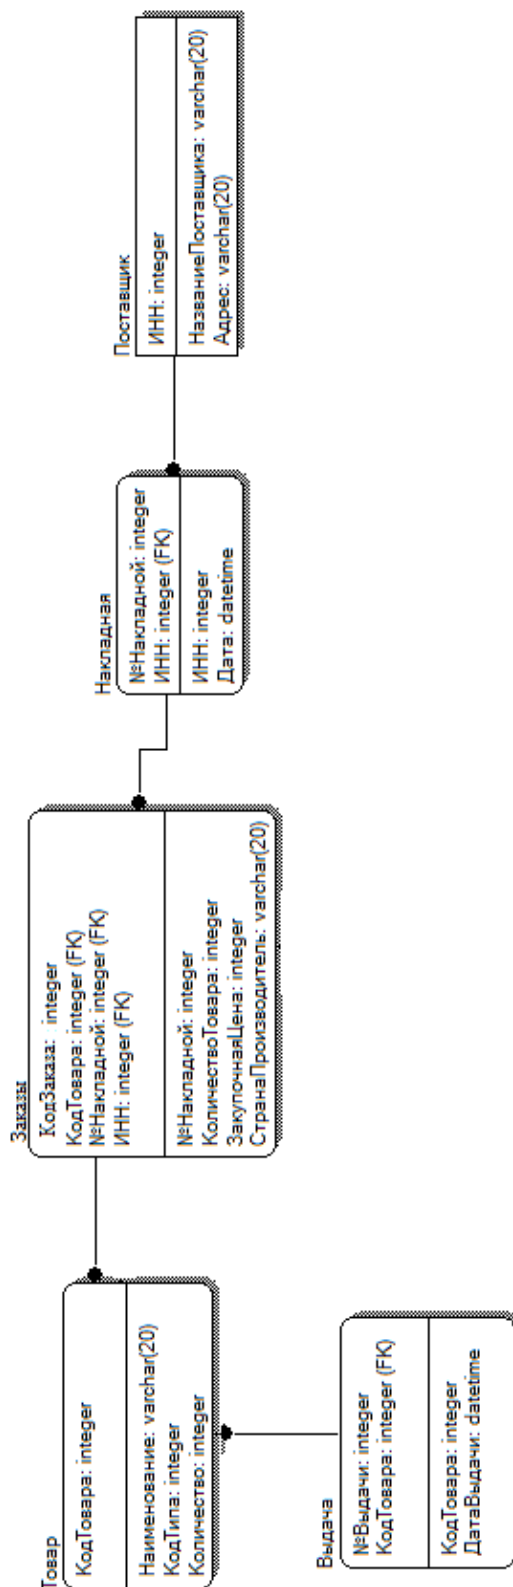 Товар
КодТовара: integer
Наименование: varchar(20)
КодТипа: integer
Количество: integer
Выдача
№Выдачи: integer
КодТовара: integer (FK)
КодТовара: integer
ДатаВыдачи: datetime
Заказы
КодЗаказа: integer
КодТовара: integer (FK)
№Накладной: integer (FK)
ИНН: integer (FK)
№Накладной: integer
КоличествоТовара: integer
ЗакупочнаяЦена: integer
СтранаПроизводитель: varchar(20)
Накладная
№Накладной: integer
ИНН: integer (FK)
ИНН: integer
Дата: datetime
Поставщик
ИНН: integer
НазваниеПоставщика: varchar(20)
Адрес: varchar(20)